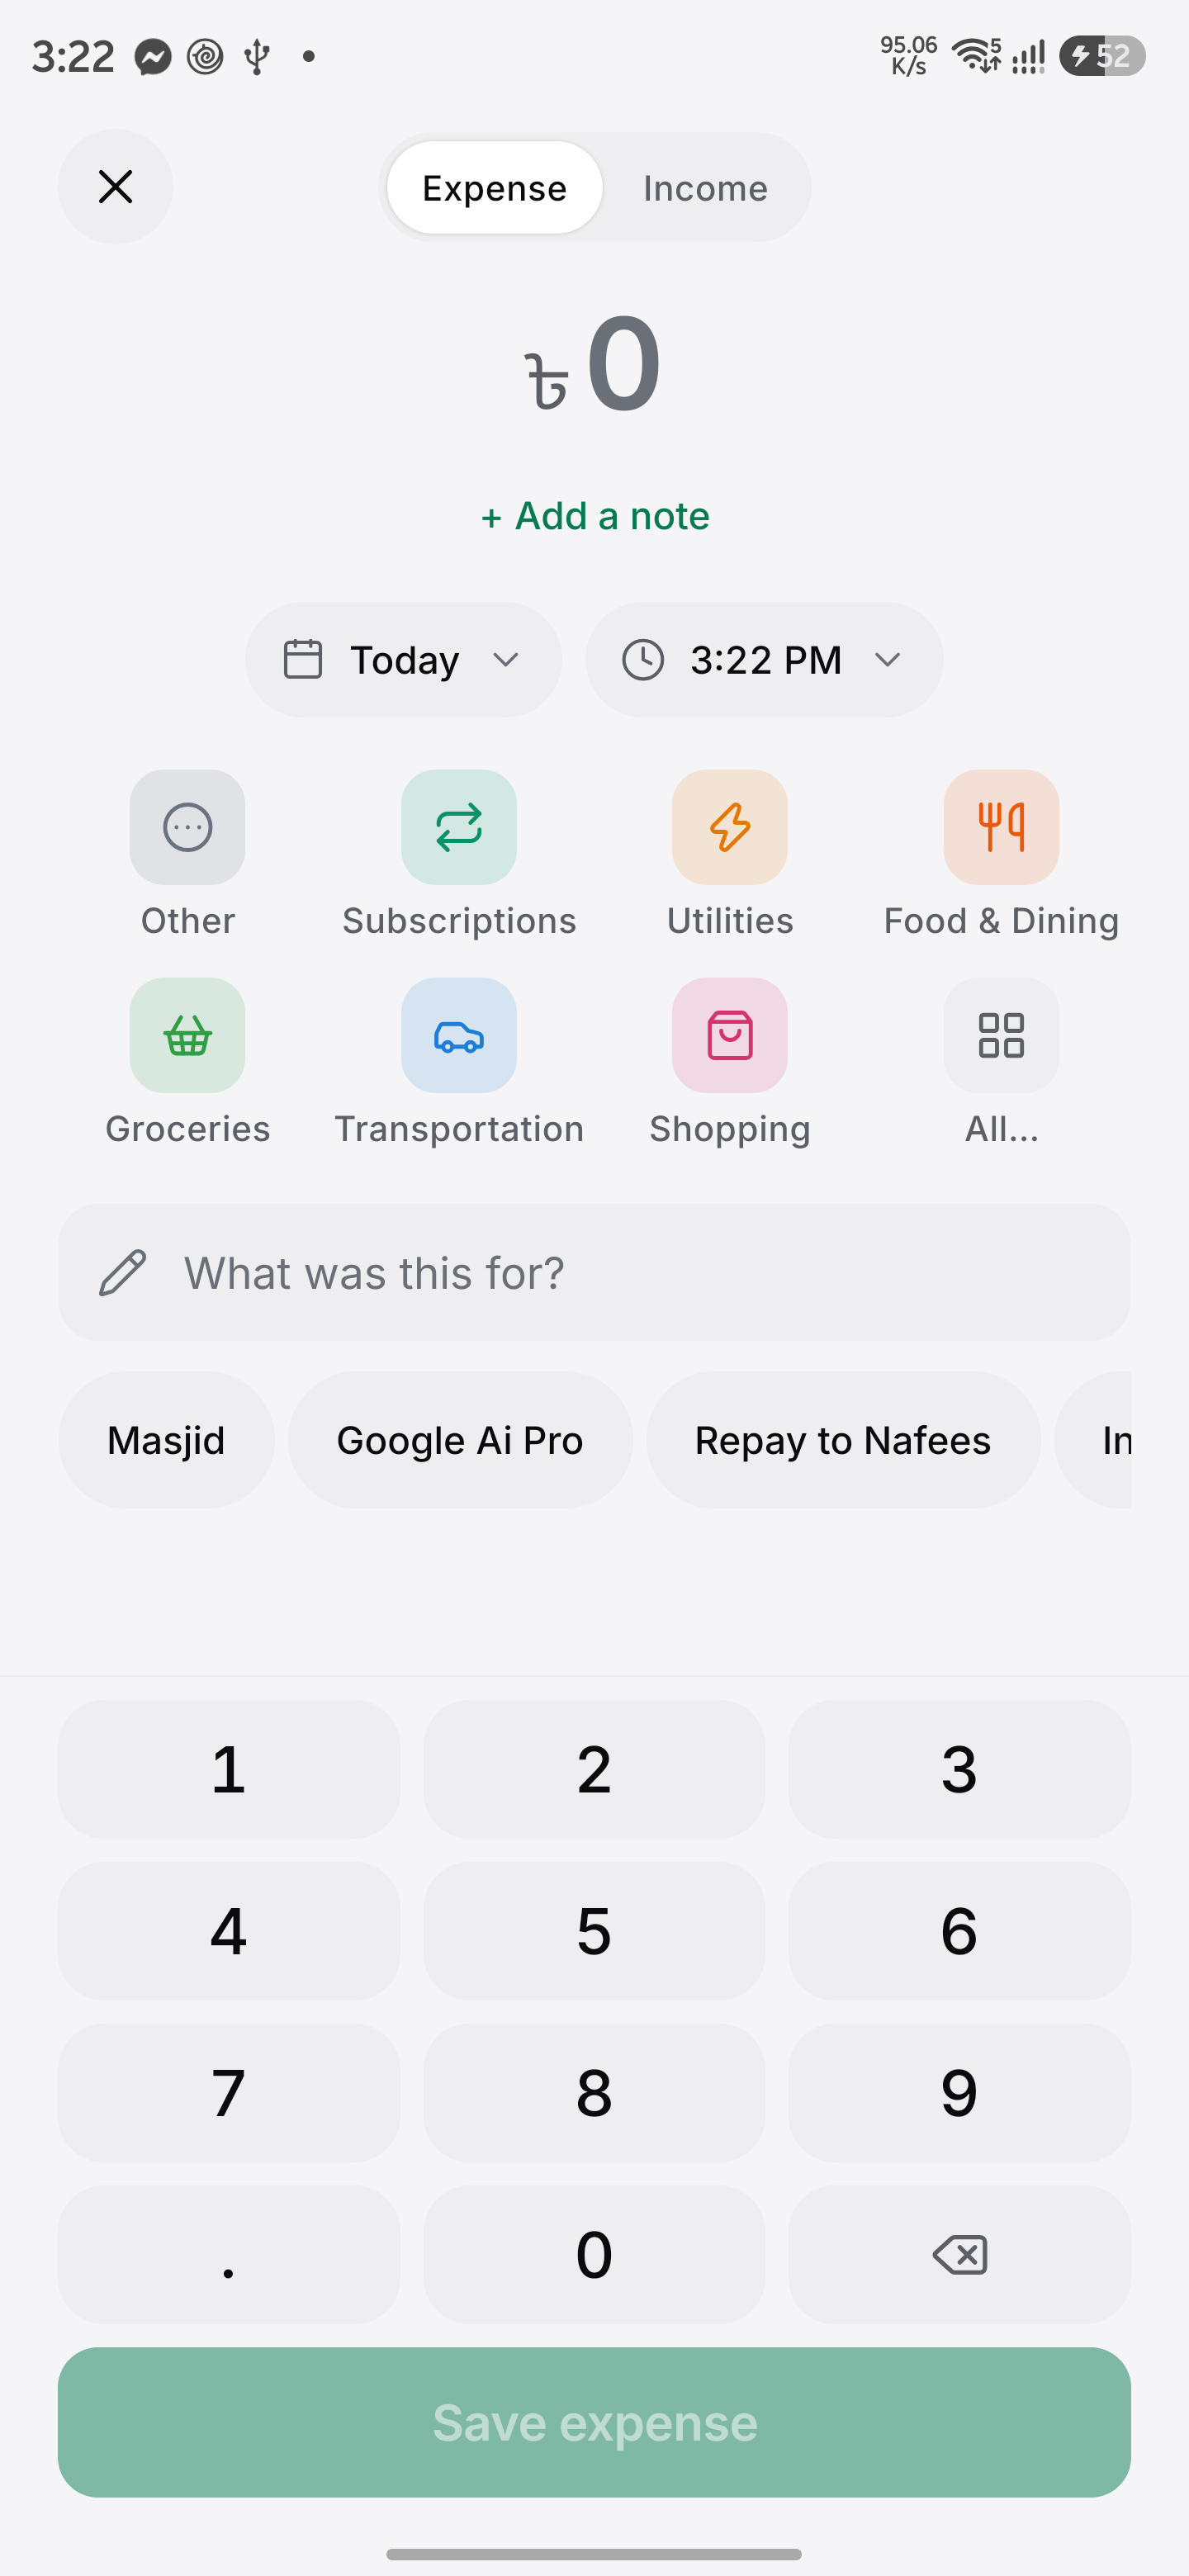 3:22
95.06
K/s
5
52
Expense
Income
৳0
+ Add a note
Today
3:22 PM
Other
Subscriptions
Utilities
Food & Dining
Groceries
Transportation
Shopping
All...
What was this for?
Masjid
Google Ai Pro
Repay to Nafees
In
1
2
3
4
5
6
7
8
9
.
0
Save expense